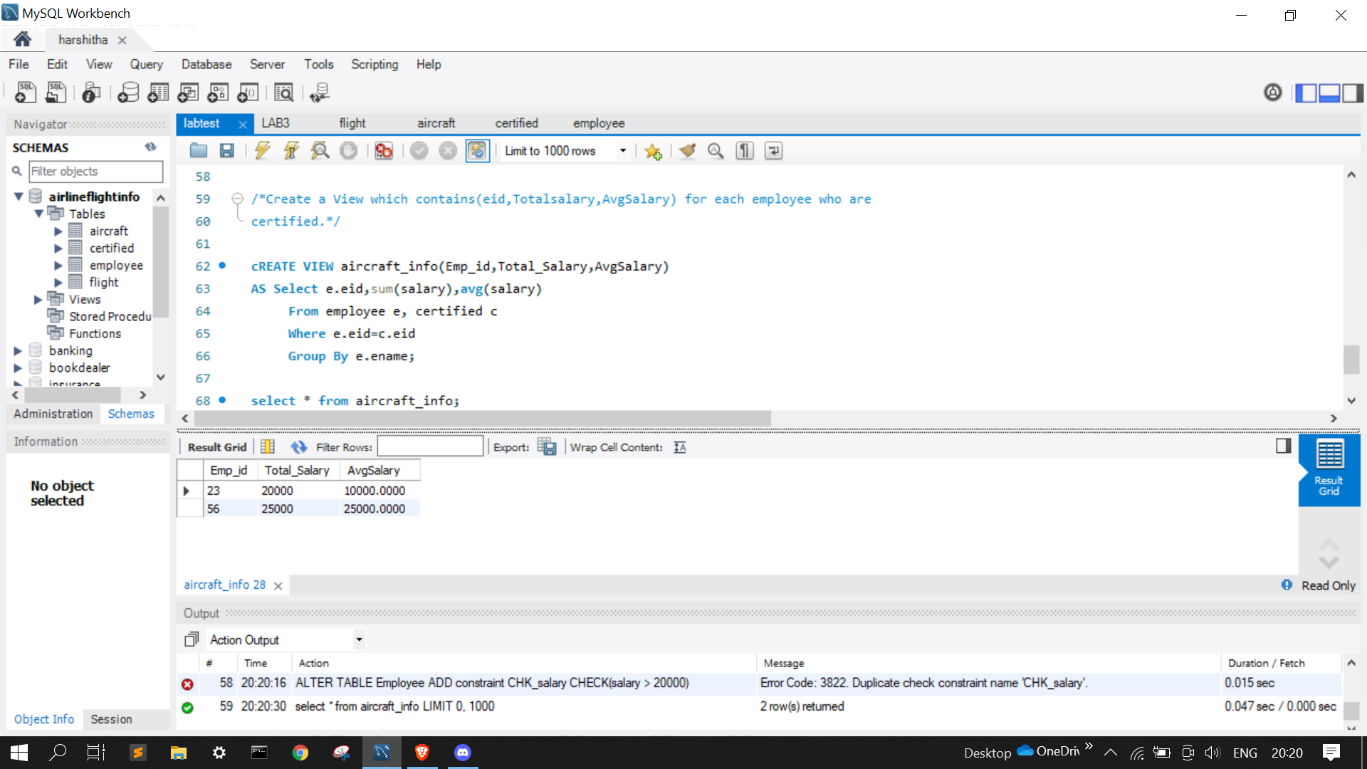 MySQL Workbench
harshitha
File Edit View Query Database Server Tools Scripting Help
Navigator
SCHEMAS
Filter objects
airlineflightinfo
Tables
aircraft
certified
employee
flight
Views
Stored Procedu
Functions
banking
bookdealer
insurance
Administration Schemas
Information
No object
selected
Object Info Session
labtest LAB3 flight aircraft certified employee
Limit to 1000 rows
58
59 /*Create a View which contains(eid,Totalsalary,AvgSalary) for each employee who are
60 certified.*/
61
62 cREATE VIEW aircraft_info(Emp_id,Total_Salary,AvgSalary)
63 AS Select e.eid,sum(salary),avg(salary)
64 From employee e, certified c
65 Where e.eid=c.eid
66 Group By e.ename;
67
68 select * from aircraft_info;
Result Grid Filter Rows: Export: Wrap Cell Content:
Emp_id Total_Salary AvgSalary
23 20000 10000.0000
56 25000 25000.0000
Result
Grid
aircraft_info 28
Read Only
Output
Action Output
# Time Action Message Duration / Fetch
58 20:20:16 ALTER TABLE Employee ADD constraint CHK_salary CHECK(salary > 20000) Error Code: 3822. Duplicate check constraint name 'CHK_salary'. 0.015 sec
59 20:20:30 select * from aircraft_info LIMIT 0, 1000 2 row(s) returned 0.047 sec / 0.000 sec
Desktop OneDri ENG 20:20